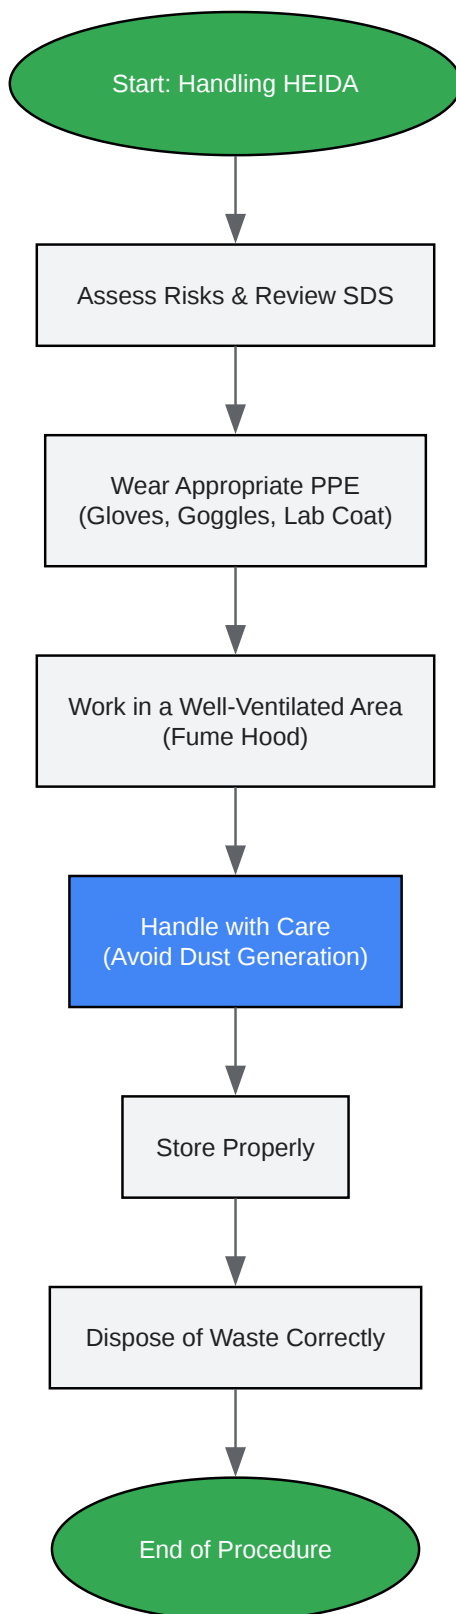 Start: Handling HEIDA
Assess Risks & Review SDS
Wear Appropriate PPE
(Gloves, Goggles, Lab Coat)
Work in a Well-Ventilated Area
(Fume Hood)
Handle with Care
(Avoid Dust Generation)
Store Properly
Dispose of Waste Correctly
End of Procedure